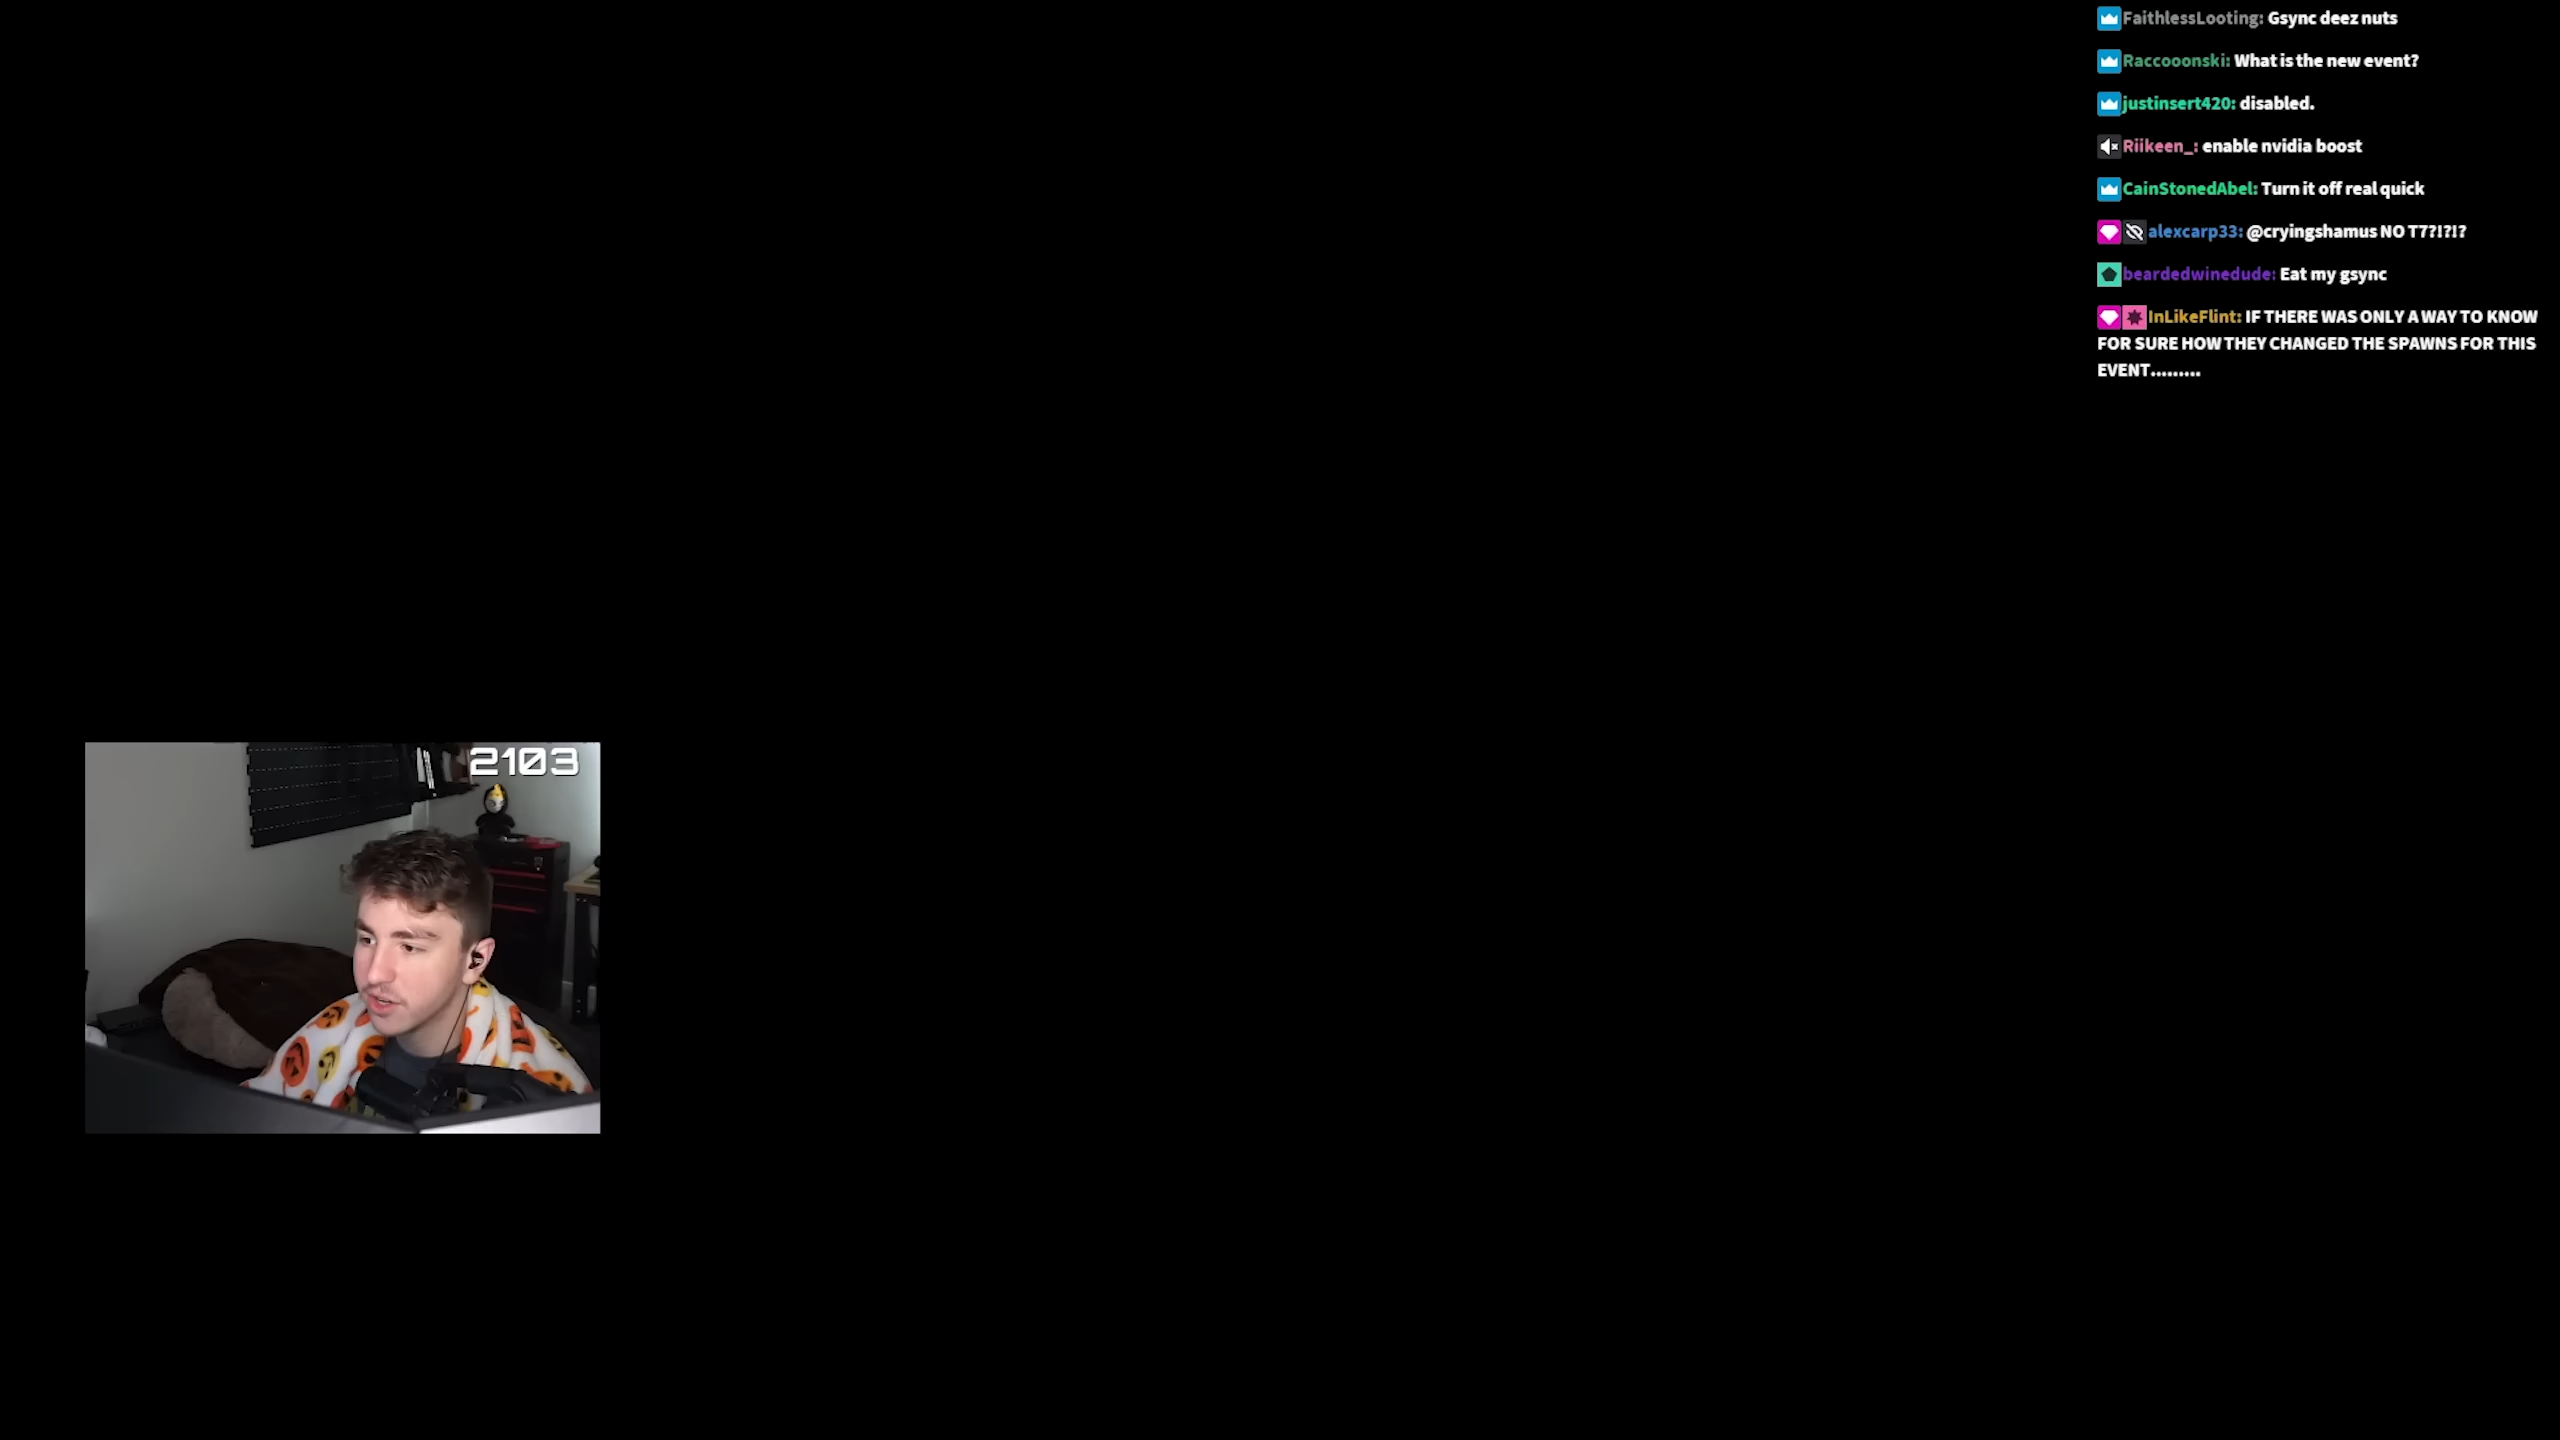 FaithlessLooting: Gsync deez nuts
Raccooonski: What is the new event?
justinsert420: disabled.
Riikeen_: enable nvidia boost
CainStonedAbel: Turn it off real quick
alexcarp33: @cryingshamus NO T7?!?!?
beardedwinedude: Eat my gsync
InLikeFlint: IF THERE WAS ONLY A WAY TO KNOW
FOR SURE HOW THEY CHANGED THE SPAWNS FOR THIS
EVENT.........
2103